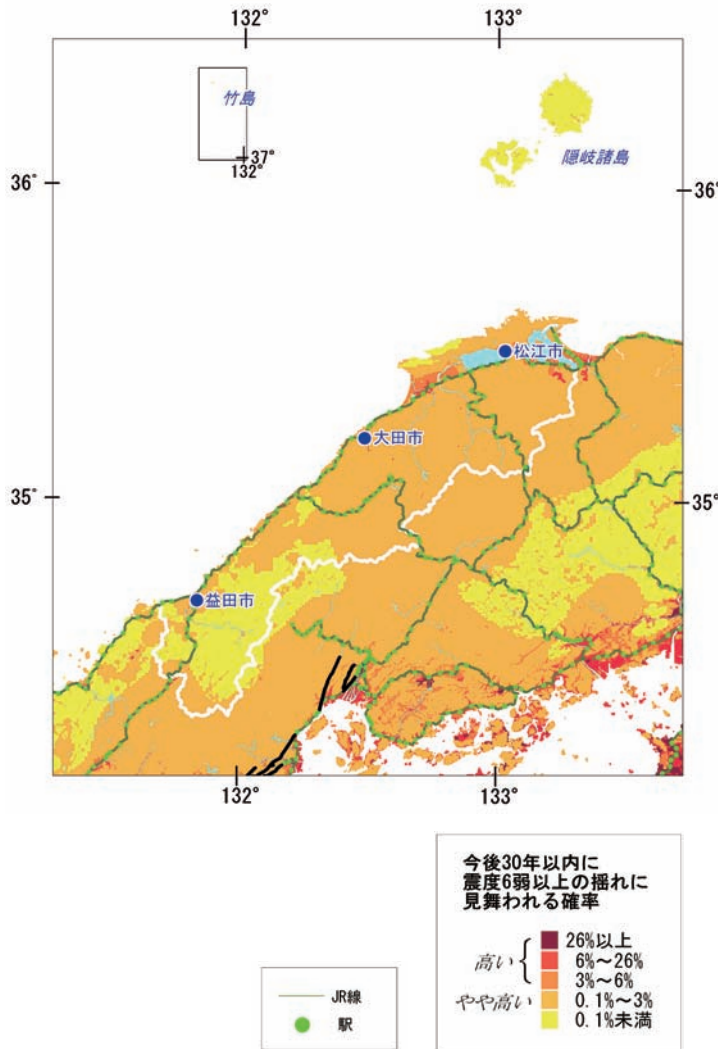 132°
133°
竹島
37°
132°
隠岐諸島
36°
36°
松江市
大田市
35°
35°
益田市
132°
133°
今後30年以内に
震度6弱以上の揺れに
見舞われる確率
26%以上
高い
6%～26%
3%～6%
やや高い
0.1%～3%
0.1%未満
JR線
駅